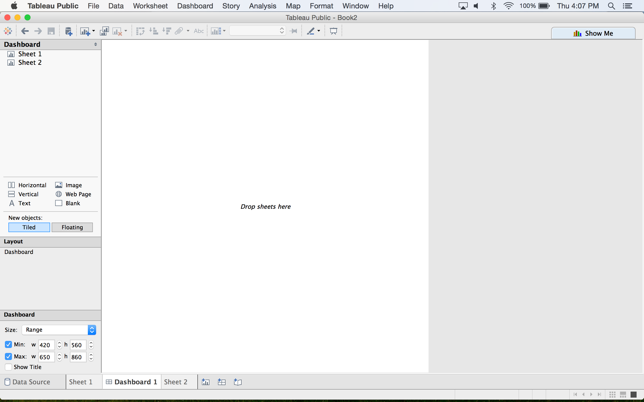 Tableau Public File Data Worksheet Dashboard Story Analysis Map Format Window Help 100% Thu 4:07 PM
Tableau Public - Book2
Abc
Show Me
Dashboard
Sheet 1
Sheet 2
Drop sheets here
Horizontal Image
Vertical Web Page
A Text Blank
New objects:
Tiled Floating
Layout
Dashboard
Dashboard
Size: Range
Min: w 420 h 560
Max: w 650 h 860
Show Title
Data Source Sheet 1 Dashboard 1 Sheet 2